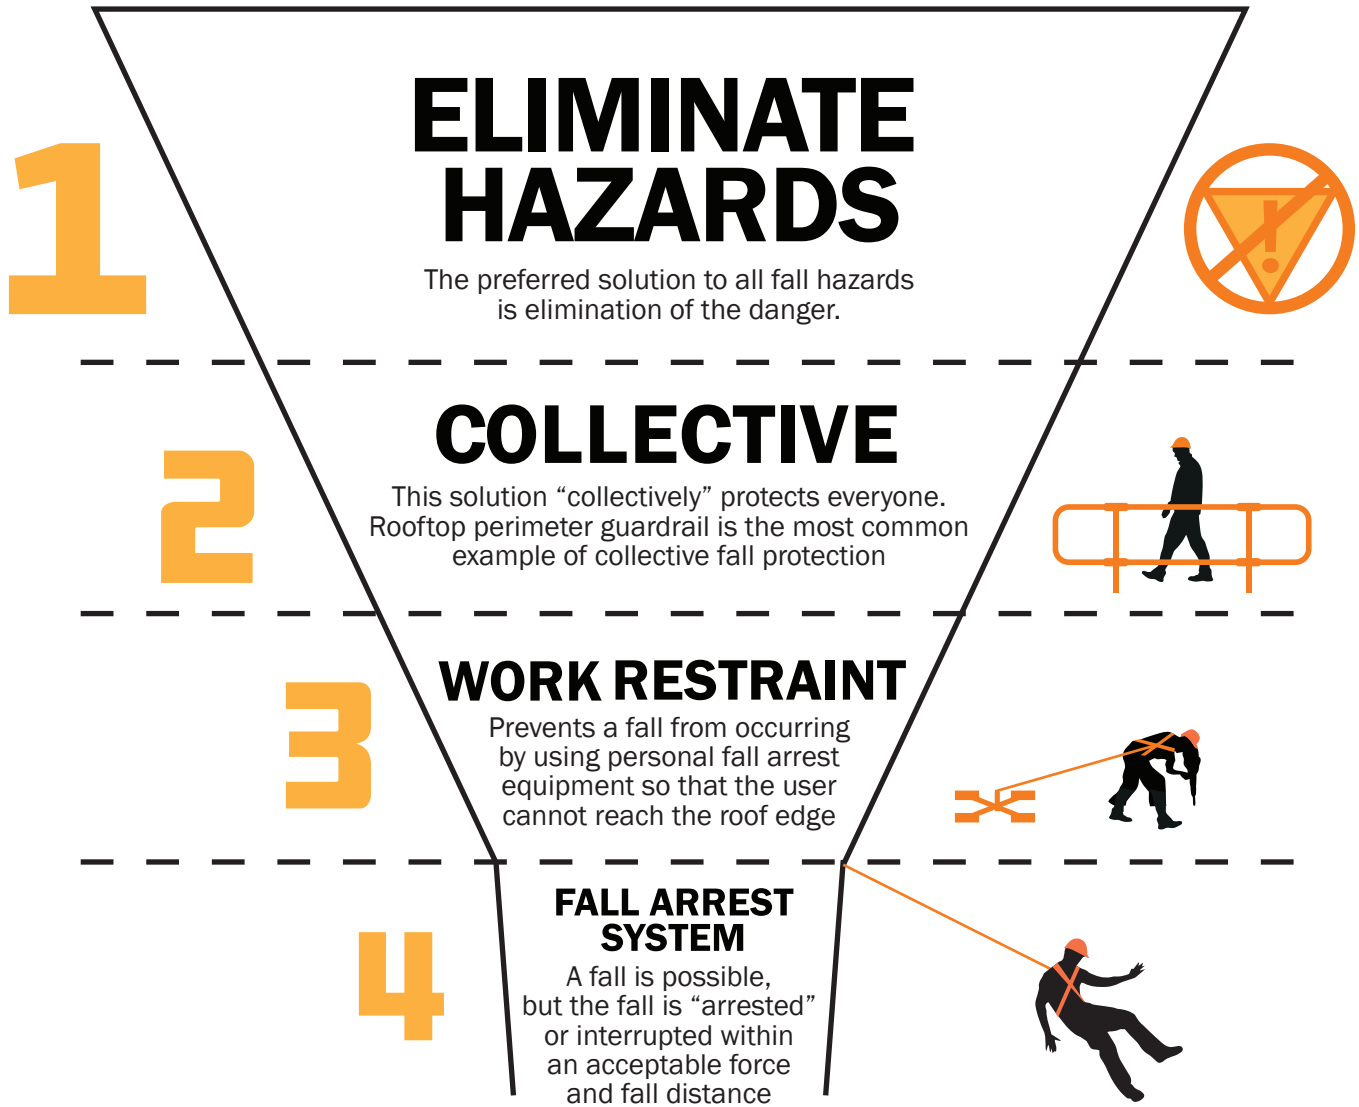 1
ELIMINATE
HAZARDS
The preferred solution to all fall hazards
is elimination of the danger.
!
2
COLLECTIVE
This solution “collectively” protects everyone.
Rooftop perimeter guardrail is the most common
example of collective fall protection
3
WORK RESTRAINT
Prevents a fall from occurring
by using personal fall arrest
equipment so that the user
cannot reach the roof edge
4
FALL ARREST
SYSTEM
A fall is possible,
but the fall is “arrested”
or interrupted within
an acceptable force
and fall distance